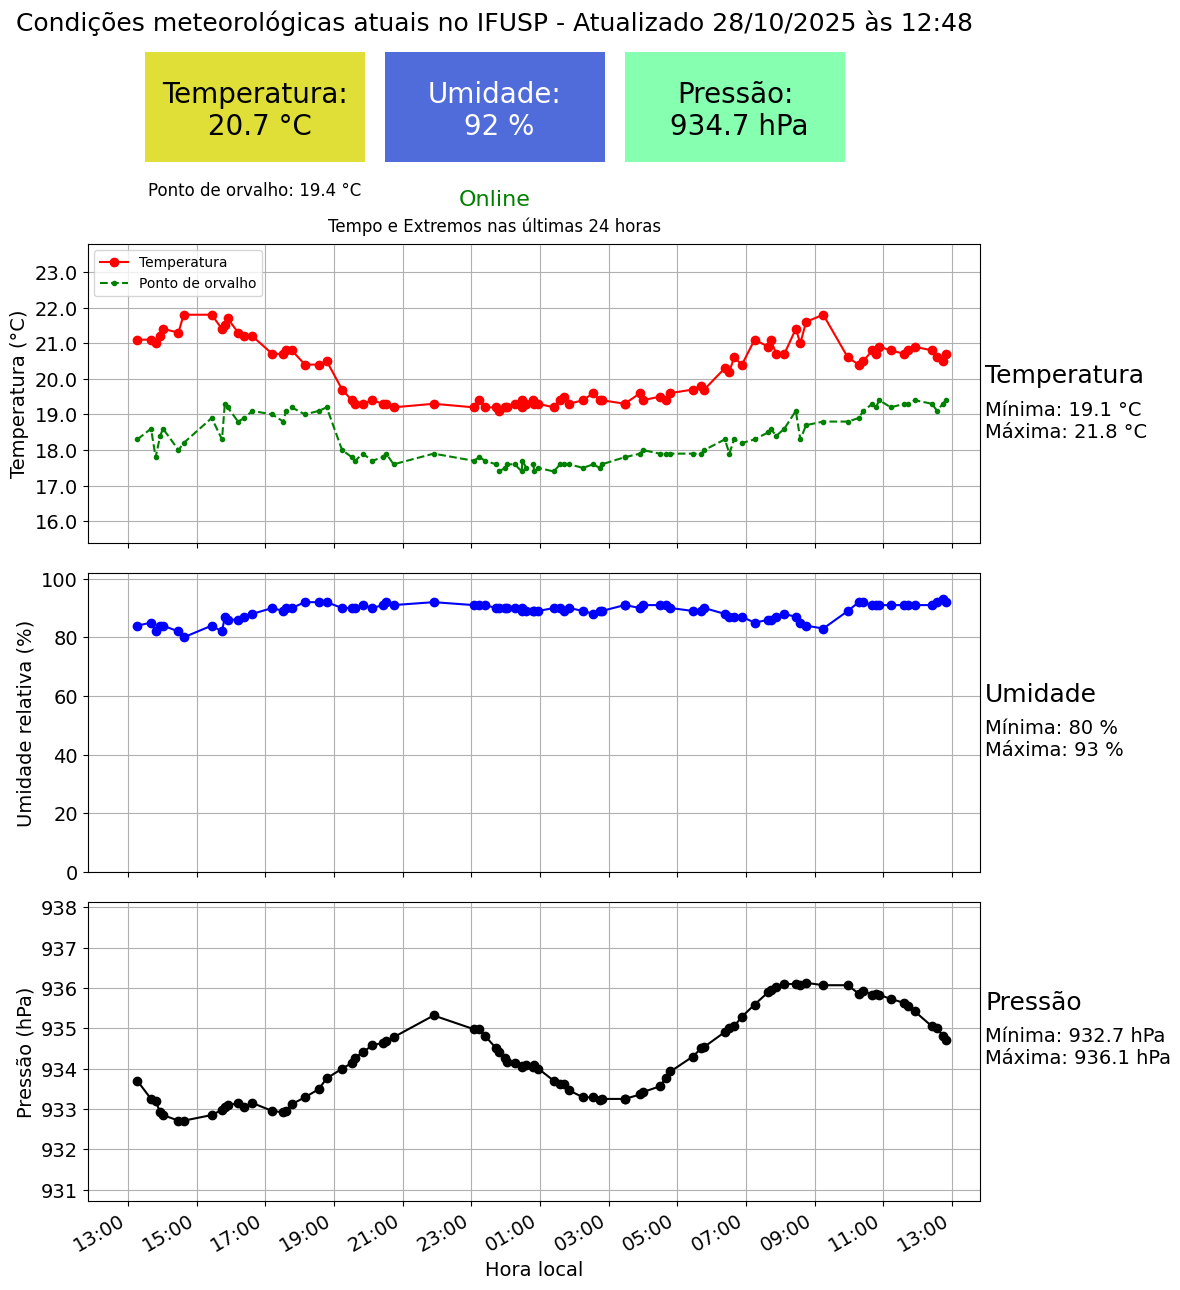 Condições meteorológicas atuais no IFUSP - Atualizado 28/10/2025 às 12:48
Temperatura:
20.7 °C
Umidade:
92 %
Pressão:
934.7 hPa
Ponto de orvalho: 19.4 °C
Online
Tempo e Extremos nas últimas 24 horas
Temperatura
Ponto de orvalho
Temperatura (°C)
23.0
22.0
21.0
20.0
19.0
18.0
17.0
16.0
Temperatura
Mínima: 19.1 °C
Máxima: 21.8 °C
Umidade relativa (%)
100
80
60
40
20
0
Umidade
Mínima: 80 %
Máxima: 93 %
Pressão (hPa)
938
937
936
935
934
933
932
931
Pressão
Mínima: 932.7 hPa
Máxima: 936.1 hPa
13:00 15:00 17:00 19:00 21:00 23:00 01:00 03:00 05:00 07:00 09:00 11:00 13:00
Hora local